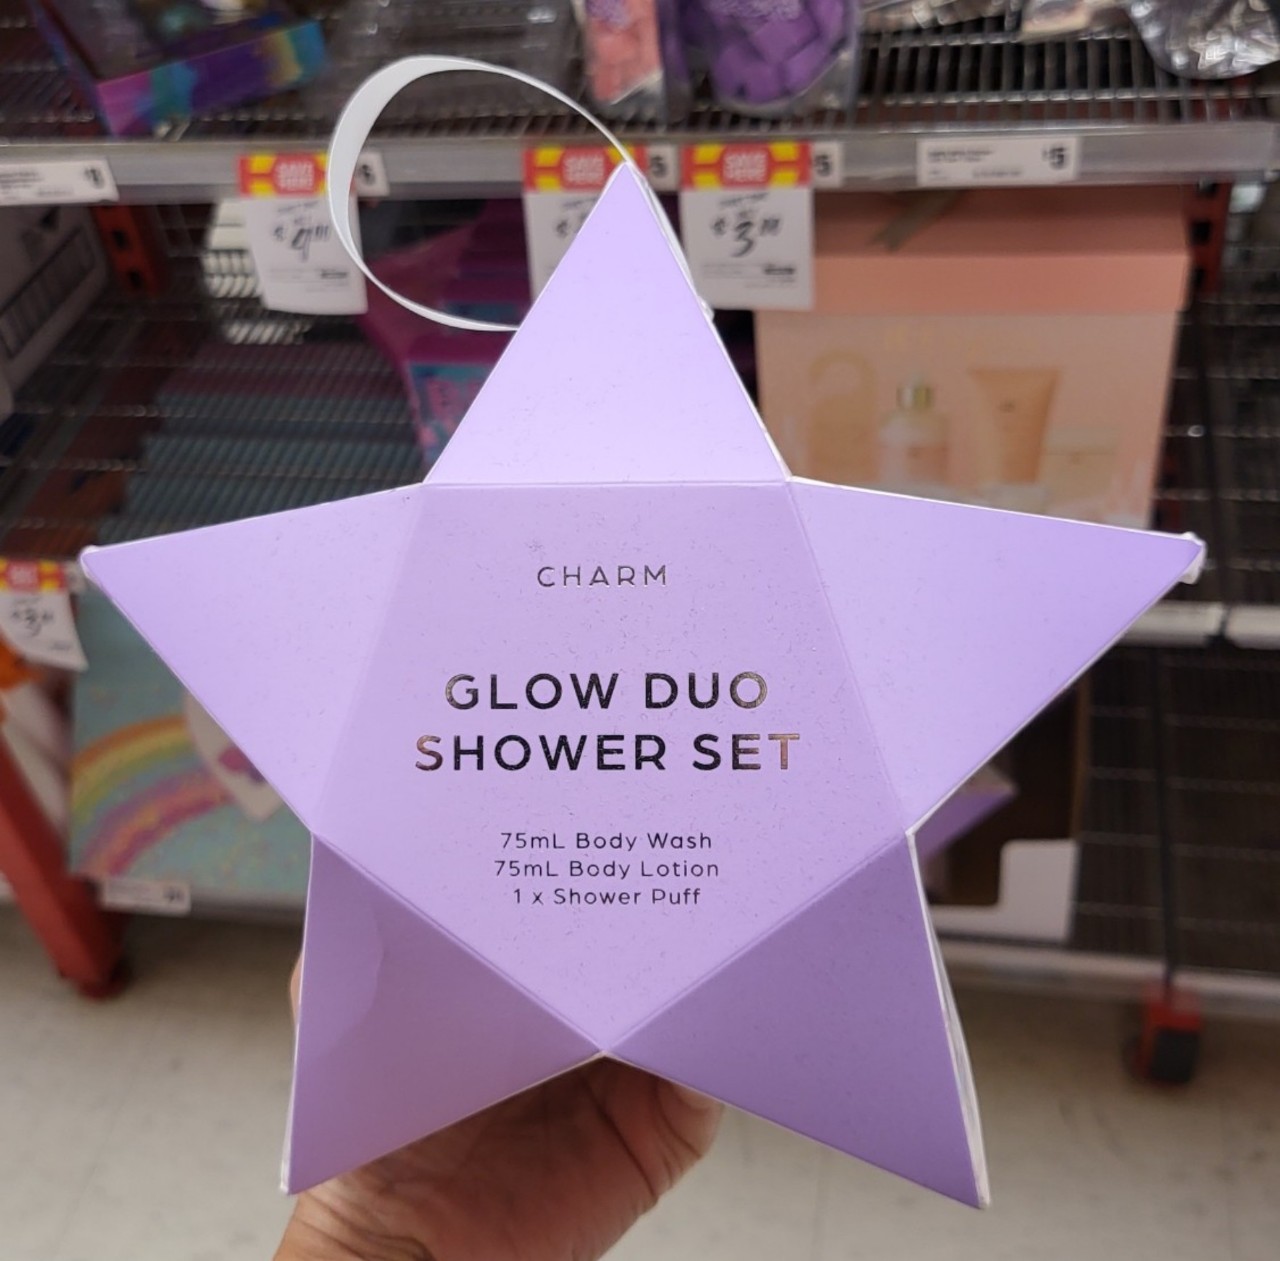 CHARM
GLOW DUO
SHOWER SET
75mL Body Wash
75mL Body Lotion
1 x Shower Puff